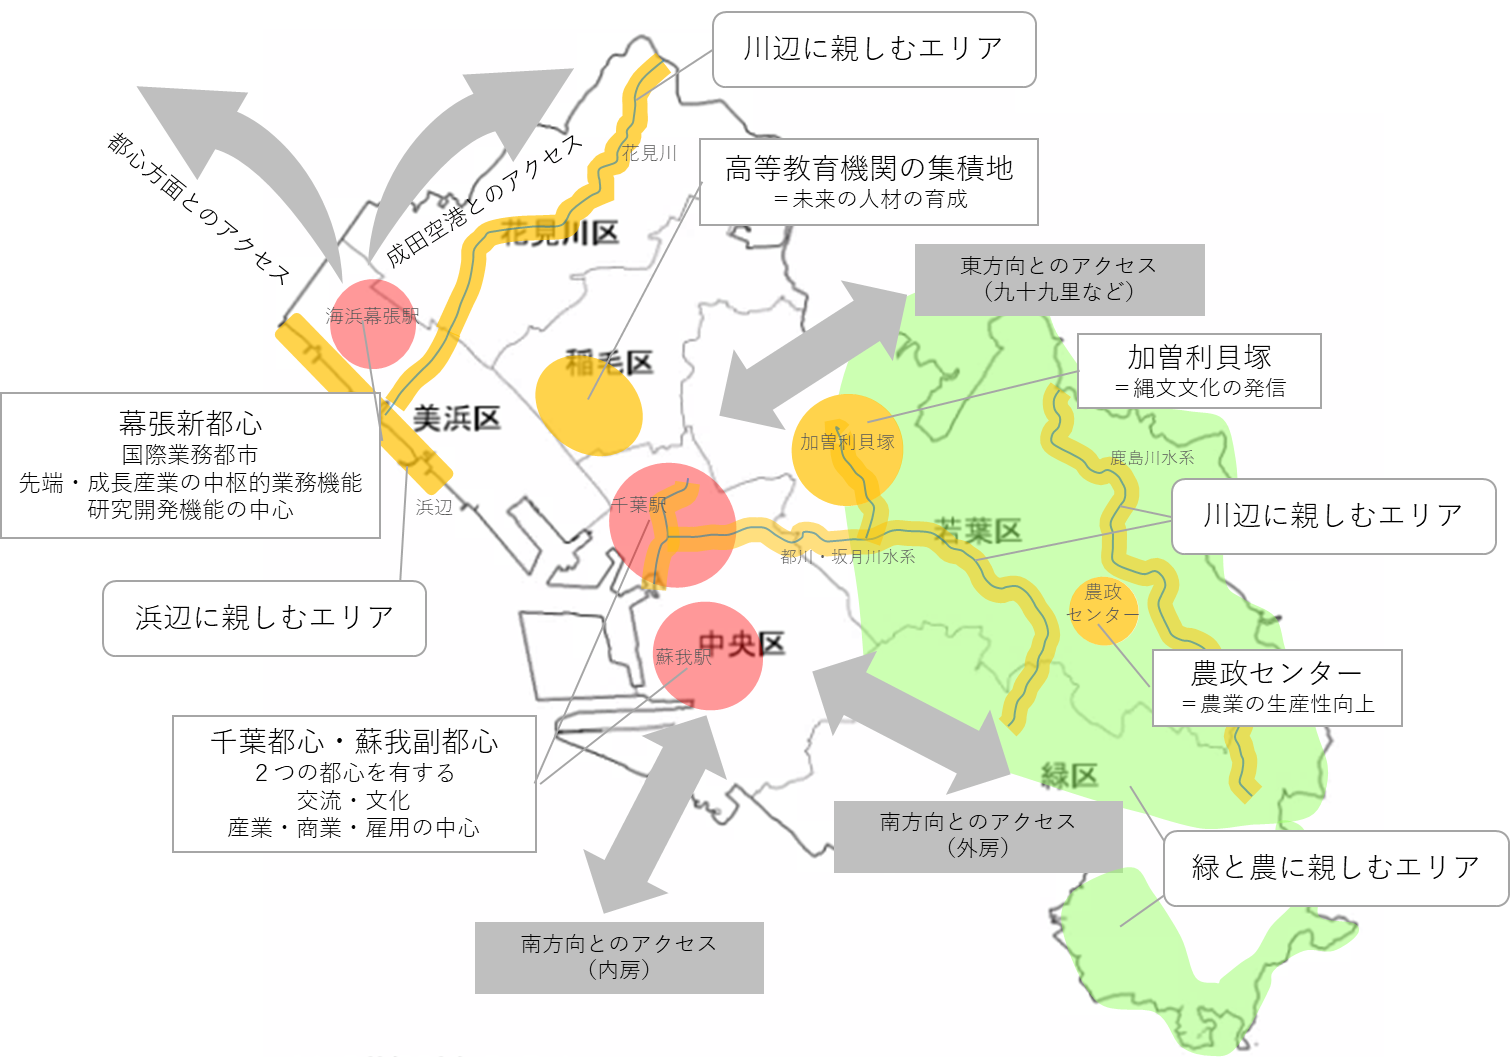 川辺に親しむエリア
都心方面とのアクセス
成田空港とのアクセス
花見川
高等教育機関の集積地
＝未来の人材の育成
花見川区
東方向とのアクセス
（九十九里など）
海浜幕張駅
稲毛区
加曽利貝塚
＝縄文文化の発信
美浜区
幕張新都心
国際業務都市
先端・成長産業の中枢的業務機能
研究開発機能の中心
加曽利貝塚
鹿島川水系
浜辺
千葉駅
川辺に親しむエリア
若葉区
都川・坂月川水系
農政
センター
浜辺に親しむエリア
中央区
蘇我駅
農政センター
＝農業の生産性向上
千葉都心・蘇我副都心
２つの都心を有する
交流・文化
産業・商業・雇用の中心
緑区
南方向とのアクセス
（外房）
緑と農に親しむエリア
南方向とのアクセス
（内房）